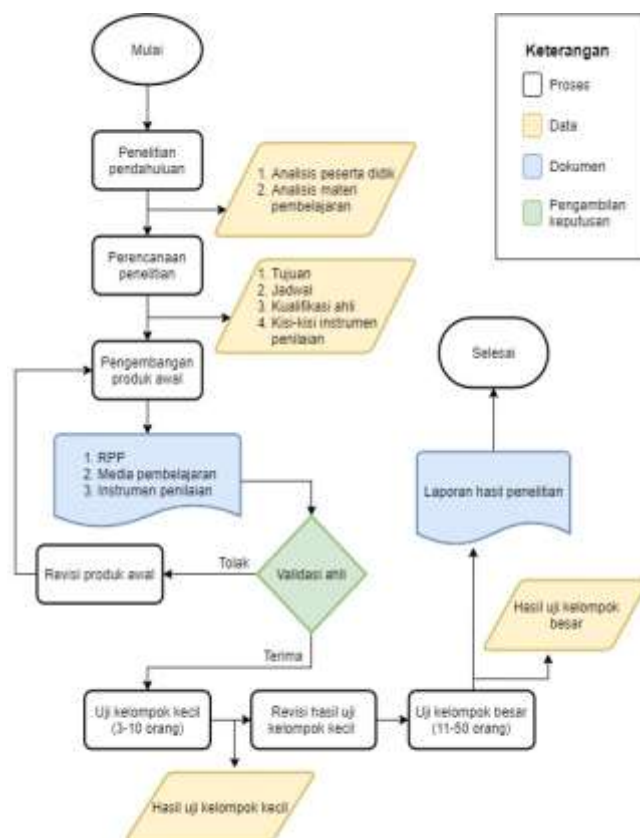 Mulai
Keterangan
Proses
Data
Dokumen
Pengambilan
keputusan
Penelitian
pendahuluan
1. Analisis peserta didik
2. Analisis materi
pembelajaran
Perencanaan
penelitian
1. Tujuan
2. Jadwal
3. Kualifikasi ahli
4. Kisi-kisi instrumen
penilaian
Pengembangan
produk awal
Selesai
1. RPP
2. Media pembelajaran
3. Instrumen penilaian
Laporan hasil penelitian
Revisi produk awal
Tolak
Validasi ahli
Hasil uji kelompok
besar
Terima
Uji kelompok kecil
(3-10 orang)
Revisi hasil uji
kelompok kecil
Uji kelompok besar
(11-50 orang)
Hasil uji kelompok kecil